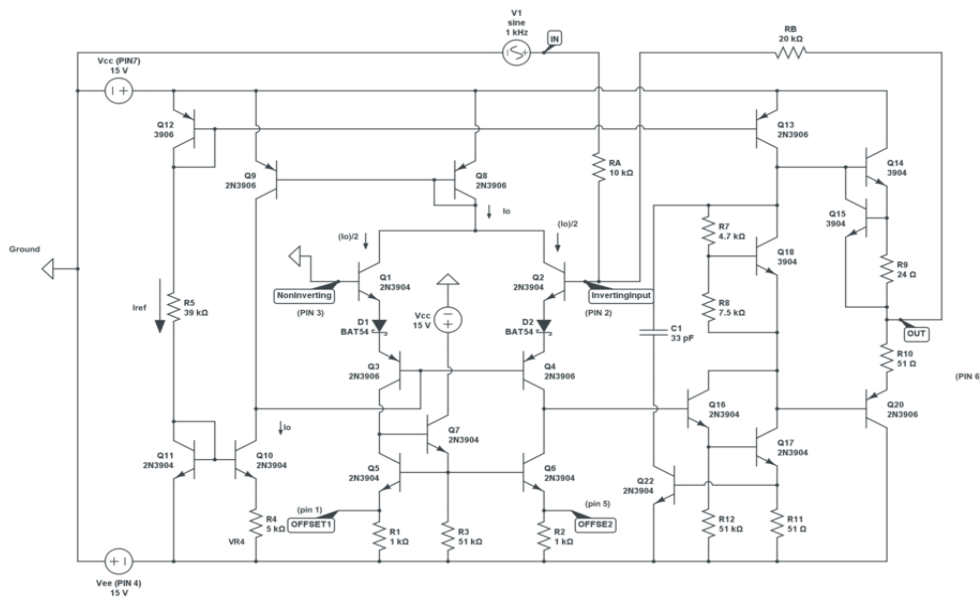 V1
sine
1 kHz
IN
RB
20 kΩ
Vcc (PIN7)
15 V
Q12
3906
Q13
2N3906
Q9
2N3906
Q8
2N3906
RA
10 kΩ
Q14
3904
Q15
3904
Io
(Io)/2
(Io)/2
R7
4.7 kΩ
Q18
3904
Ground
Q1
2N3904
Q2
2N3904
R9
24 Ω
NonInverting
(PIN 3)
InvertingInput
(PIN 2)
Iref
R5
39 kΩ
D1
BAT54
Vcc
15 V
D2
BAT54
R8
7.5 kΩ
C1
33 pF
OUT
R10
51 Ω
(PIN 6
Q3
2N3906
Q4
2N3906
Q16
2N3904
Q20
2N3906
Io
Q7
2N3904
Q11
2N3904
Q10
2N3904
Q5
2N3904
Q6
2N3904
Q17
2N3904
Q22
2N3904
R4
5 kΩ
VR4
(pin 1)
OFFSET1
(pin 5)
OFFSE2
R1
1 kΩ
R3
51 kΩ
R2
1 kΩ
R12
51 kΩ
R11
51 Ω
Vee (PIN 4)
15 V